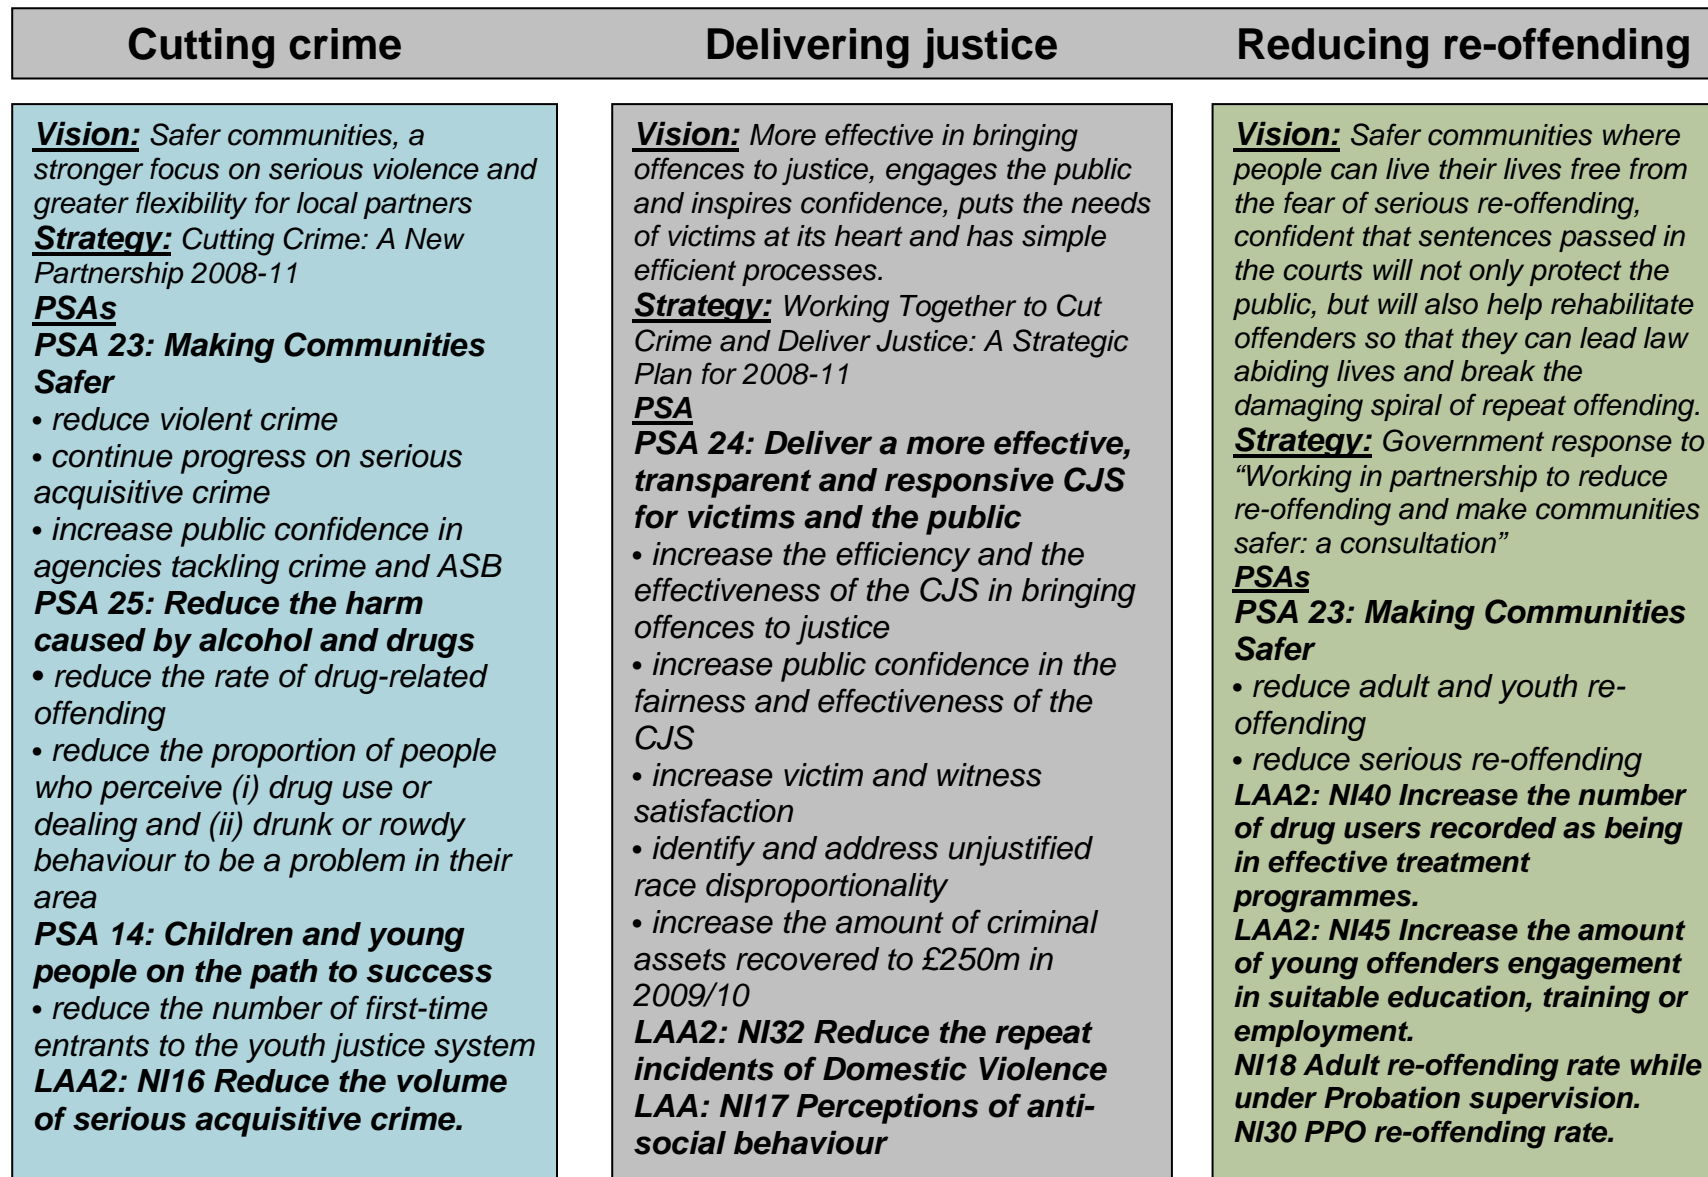 Cutting crime
Delivering justice
Reducing re-offending
Vision: Safer communities, a
stronger focus on serious violence and
greater flexibility for local partners
Strategy: Cutting Crime: A New
Partnership 2008-11
PSAs
PSA 23: Making Communities
Safer
• reduce violent crime
• continue progress on serious
acquisitive crime
• increase public confidence in
agencies tackling crime and ASB
PSA 25: Reduce the harm
caused by alcohol and drugs
• reduce the rate of drug-related
offending
• reduce the proportion of people
who perceive (i) drug use or
dealing and (ii) drunk or rowdy
behaviour to be a problem in their
area
PSA 14: Children and young
people on the path to success
• reduce the number of first-time
entrants to the youth justice system
LAA2: NI16 Reduce the volume
of serious acquisitive crime.
Vision: More effective in bringing
offences to justice, engages the public
and inspires confidence, puts the needs
of victims at its heart and has simple
efficient processes.
Strategy: Working Together to Cut
Crime and Deliver Justice: A Strategic
Plan for 2008-11
PSA
PSA 24: Deliver a more effective,
transparent and responsive CJS
for victims and the public
• increase the efficiency and the
effectiveness of the CJS in bringing
offences to justice
• increase public confidence in the
fairness and effectiveness of the
CJS
• increase victim and witness
satisfaction
• identify and address unjustified
race disproportionality
• increase the amount of criminal
assets recovered to £250m in
2009/10
LAA2: NI32 Reduce the repeat
incidents of Domestic Violence
LAA: NI17 Perceptions of anti-
social behaviour
Vision: Safer communities where
people can live their lives free from
the fear of serious re-offending,
confident that sentences passed in
the courts will not only protect the
public, but will also help rehabilitate
offenders so that they can lead law
abiding lives and break the
damaging spiral of repeat offending.
Strategy: Government response to
“Working in partnership to reduce
re-offending and make communities
safer: a consultation”
PSAs
PSA 23: Making Communities
Safer
• reduce adult and youth re-
offending
• reduce serious re-offending
LAA2: NI40 Increase the number
of drug users recorded as being
in effective treatment
programmes.
LAA2: NI45 Increase the amount
of young offenders engagement
in suitable education, training or
employment.
NI18 Adult re-offending rate while
under Probation supervision.
NI30 PPO re-offending rate.